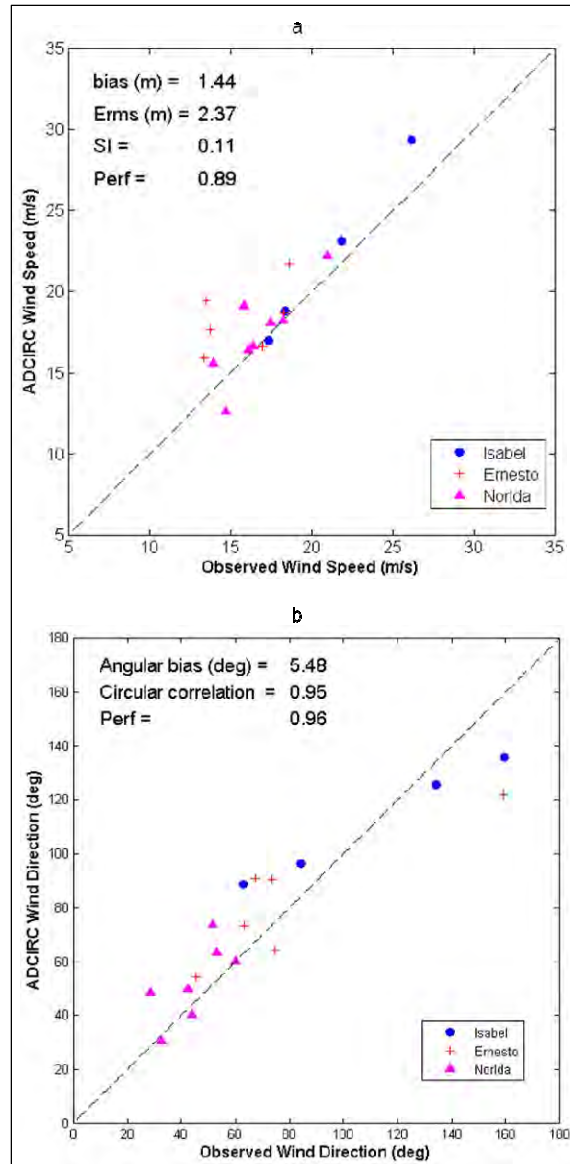 a
35
30
25
20
15
10
5
bias (m) = 1.44
Erms (m) = 2.37
SI = 0.11
Perf = 0.89
ADCIRC Wind Speed (m/s)
Isabel
Ernesto
Norida
5 10 15 20 25 30 35
Observed Wind Speed (m/s)
b
180
160
140
120
100
80
60
40
20
0
Angular bias (deg) = 5.48
Circular correlation = 0.95
Perf = 0.96
ADCIRC Wind Direction (deg)
Isabel
Ernesto
Norida
0 20 40 60 80 100 120 140 160 180
Observed Wind Direction (deg)